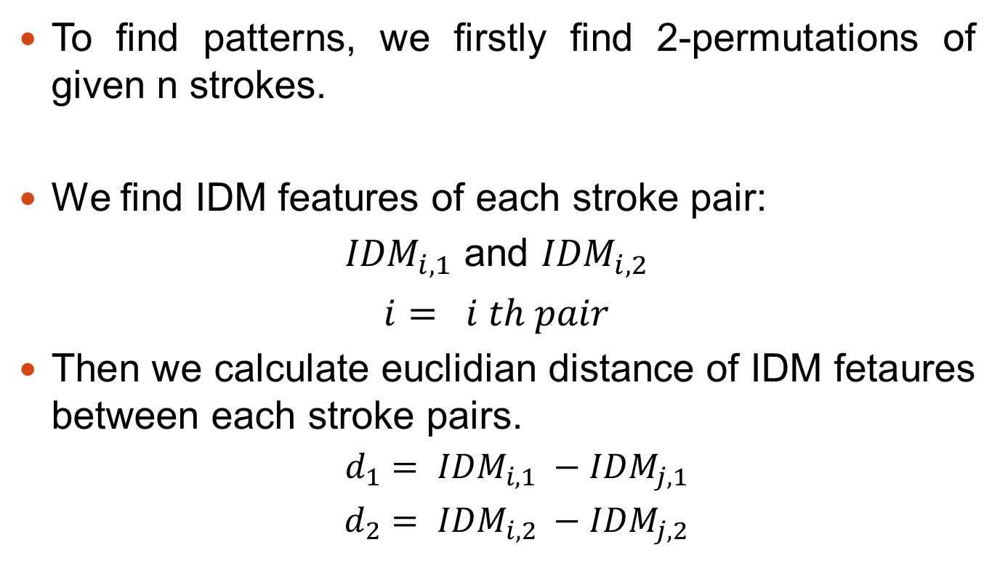 • To find patterns, we firstly find 2-permutations of
given n strokes.
• We find IDM features of each stroke pair:
$IDM_{i,1}$ and $IDM_{i,2}$
$i = i\ th\ pair$
• Then we calculate euclidian distance of IDM fetaures
between each stroke pairs.
$d_1 = IDM_{i,1} - IDM_{j,1}$
$d_2 = IDM_{i,2} - IDM_{j,2}$